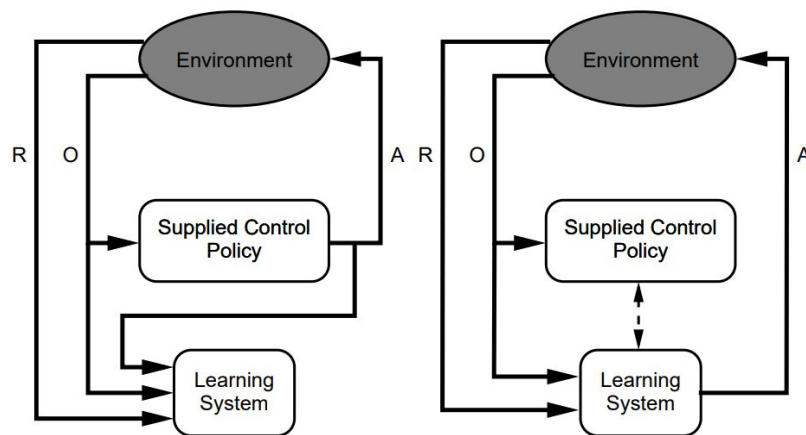 Environment
R
O
A
Supplied Control
Policy
Learning
System
Environment
R
O
A
Supplied Control
Policy
Learning
System